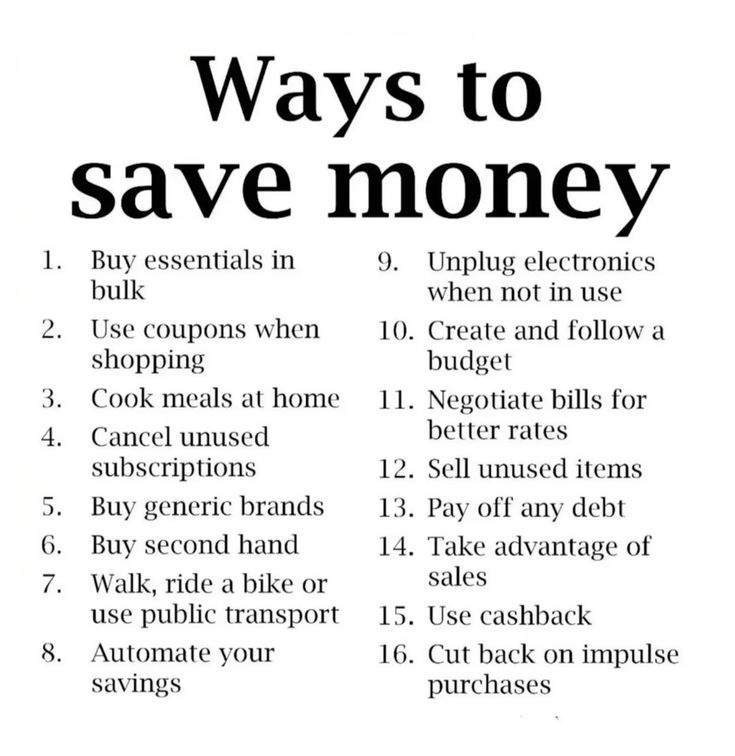 Ways to
save money
1. Buy essentials in
bulk
2. Use coupons when
shopping
3. Cook meals at home
4. Cancel unused
subscriptions
5. Buy generic brands
6. Buy second hand
7. Walk, ride a bike or
use public transport
8. Automate your
savings
9. Unplug electronics
when not in use
10. Create and follow a
budget
11. Negotiate bills for
better rates
12. Sell unused items
13. Pay off any debt
14. Take advantage of
sales
15. Use cashback
16. Cut back on impulse
purchases